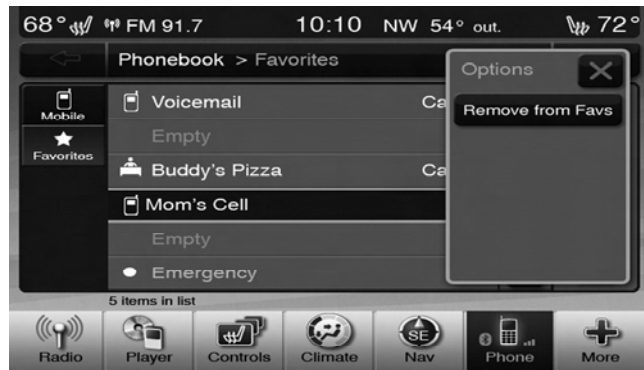 68° FM 91.7 10:10 NW 54° out. 72°
Phonebook > Favorites
Options
Mobile
Favorites
Voicemail Ca
Remove from Favs
Empty
Buddy's Pizza Ca
Mom's Cell
Empty
Emergency
5 items in list
SE
Radio Player Controls Climate Nav Phone More